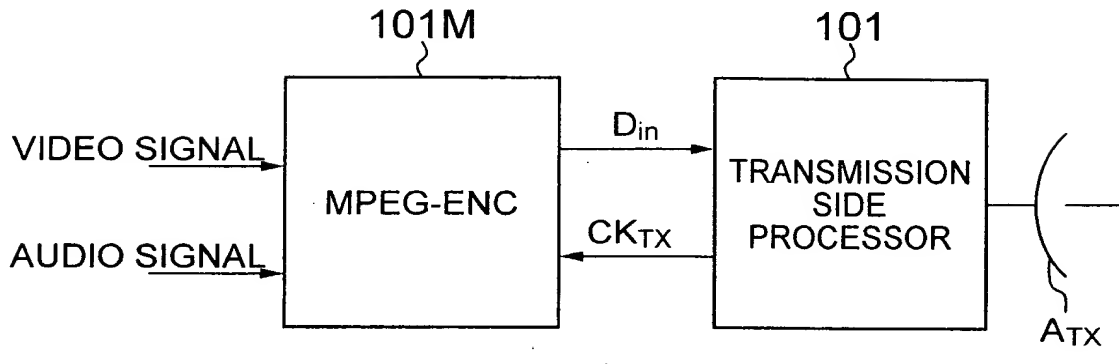 101M
101
VIDEO SIGNAL
AUDIO SIGNAL
MPEG-ENC
Din
CKTX
TRANSMISSION
SIDE
PROCESSOR
ATX